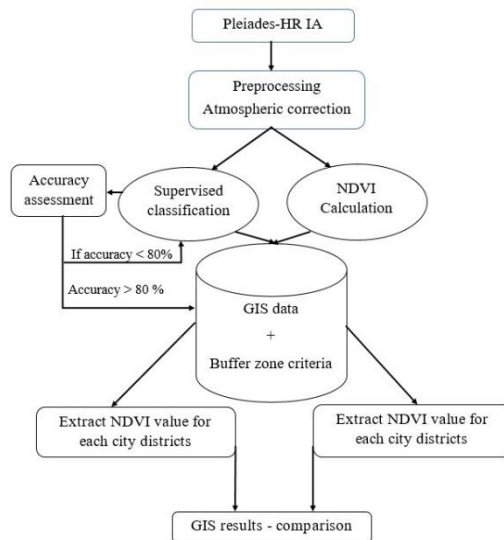 Pleiades-HR IA
Preprocessing
Atmospheric correction
Accuracy
assessment
Supervised
classification
NDVI
Calculation
If accuracy < 80%
Accuracy > 80 %
GIS data
+
Buffer zone criteria
Extract NDVI value for
each city districts
Extract NDVI value for
each city districts
GIS results - comparison